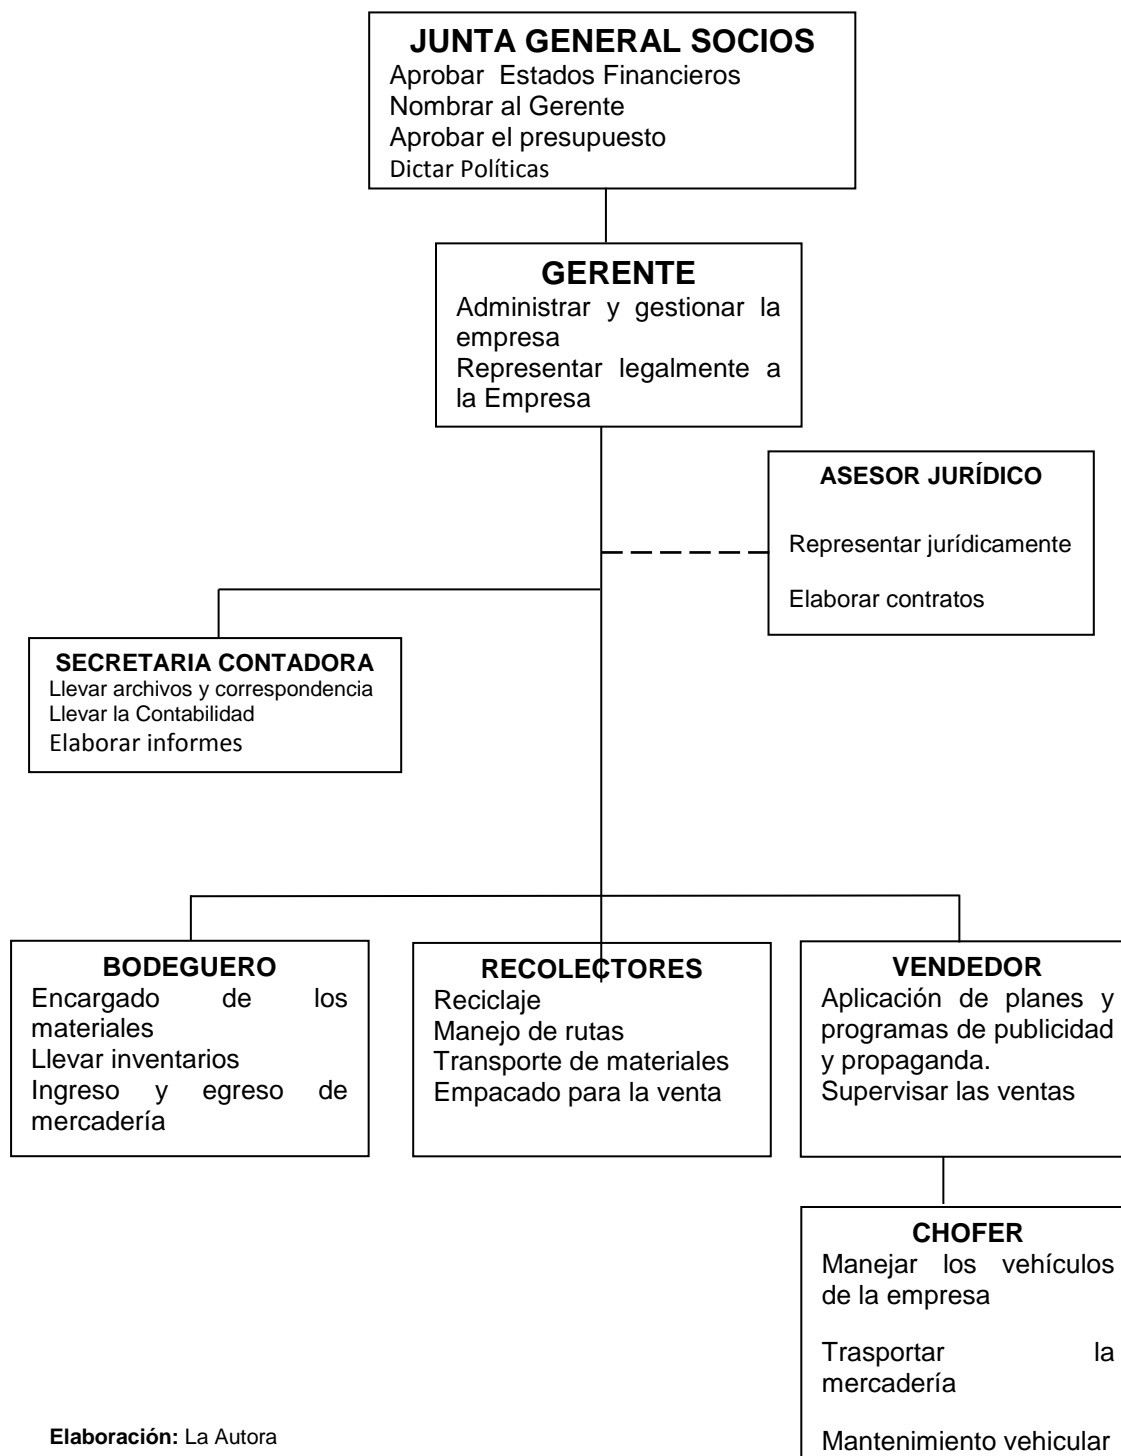 JUNTA GENERAL SOCIOS
Aprobar Estados Financieros
Nombrar al Gerente
Aprobar el presupuesto
Dictar Políticas
GERENTE
Administrar y gestionar la
empresa
Representar legalmente a
la Empresa
ASESOR JURÍDICO
Representar jurídicamente
Elaborar contratos
SECRETARIA CONTADORA
Llevar archivos y correspondencia
Llevar la Contabilidad
Elaborar informes
BODEGUERO
Encargado de los
materiales
Llevar inventarios
Ingreso y egreso de
mercadería
RECOLECTORES
Reciclaje
Manejo de rutas
Transporte de materiales
Empacado para la venta
VENDEDOR
Aplicación de planes y
programas de publicidad
y propaganda.
Supervisar las ventas
CHOFER
Manejar los vehículos
de la empresa
Trasportar la
mercadería
Mantenimiento vehicular
Elaboración: La Autora